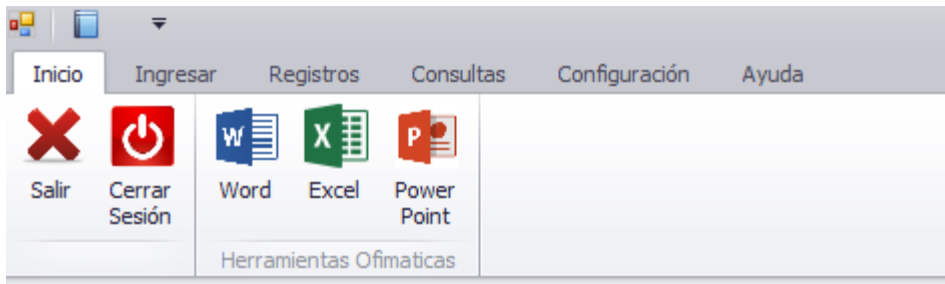 Inicio Ingresar Registros Consultas Configuración Ayuda
Salir Cerrar Sesión Word Excel Power Point
Herramientas Ofimaticas